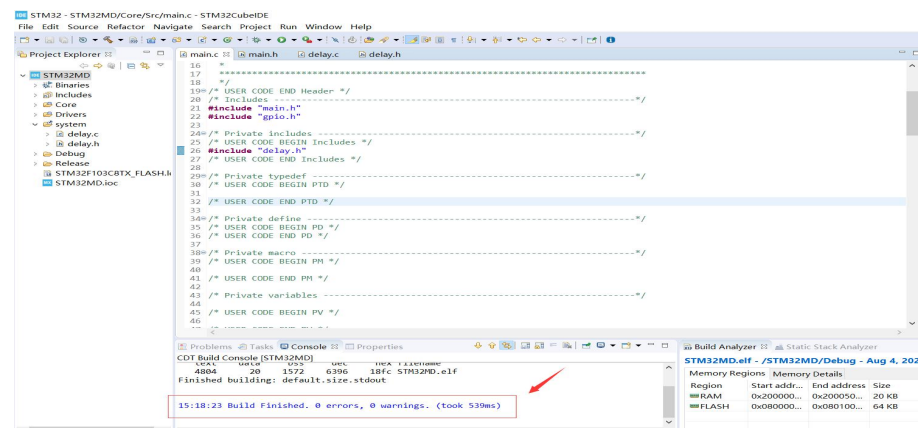 STM32 - STM32MD/Core/Src/main.c - STM32CubeIDE
File Edit Source Refactor Navigate Search Project Run Window Help
Project Explorer
STM32MD
Binaries
Includes
Core
Drivers
system
delay.c
delay.h
Debug
Release
STM32F103C8TX_FLASH.l
STM32MD.ioc
main.c main.h delay.c delay.h
16 *
17 ******************************************************************************
18 */
19 /* USER CODE END Header */
20 /* Includes ------------------------------------------------------------------*/
21 #include "main.h"
22 #include "gpio.h"
23
24 /* Private includes ----------------------------------------------------------*/
25 /* USER CODE BEGIN Includes */
26 #include "delay.h"
27 /* USER CODE END Includes */
28
29 /* Private typedef -----------------------------------------------------------*/
30 /* USER CODE BEGIN PTD */
31
32 /* USER CODE END PTD */
33
34 /* Private define ------------------------------------------------------------*/
35 /* USER CODE BEGIN PD */
36 /* USER CODE END PD */
37
38 /* Private macro -------------------------------------------------------------*/
39 /* USER CODE BEGIN PM */
40
41 /* USER CODE END PM */
42
43 /* Private variables ---------------------------------------------------------*/
44
45 /* USER CODE BEGIN PV */
46
Problems Tasks Console Properties
CDT Build Console [STM32MD]
text data bss dec hex filename
4804 20 1572 6396 18fc STM32MD.elf
Finished building: default.size.stdout
15:18:23 Build Finished. 0 errors, 0 warnings. (took 539ms)
Build Analyzer Static Stack Analyzer
STM32MD.elf - /STM32MD/Debug - Aug 4, 202
Memory Regions Memory Details
Region Start addr... End address Size
RAM 0x200000... 0x200050... 20 KB
FLASH 0x080000... 0x080100... 64 KB